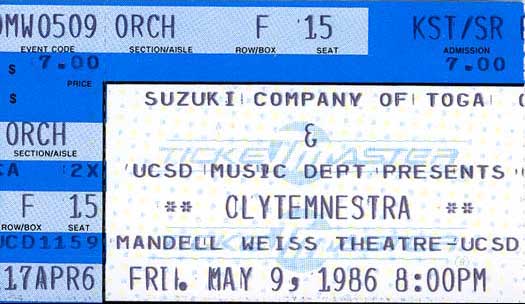 OMW0509 ORCH F 15 KST/SR
EVENT CODE SECTION/AISLE ROW/BOX SEAT ADMISSION
$ 7.00 7.00
PRICE
$
SUZUKI COMPANY OF TOGA
ORCH &
SECTION/AISLE TICKETMASTER
CA 2X UCSD MUSIC DEPT PRESENTS
F 15 ** CLYTEMNESTRA **
ROW/BOX SEAT
UCD1159 MANDELL WEISS THEATRE-UCSD
17APR6 FRI. MAY 9, 1986 8:00PM